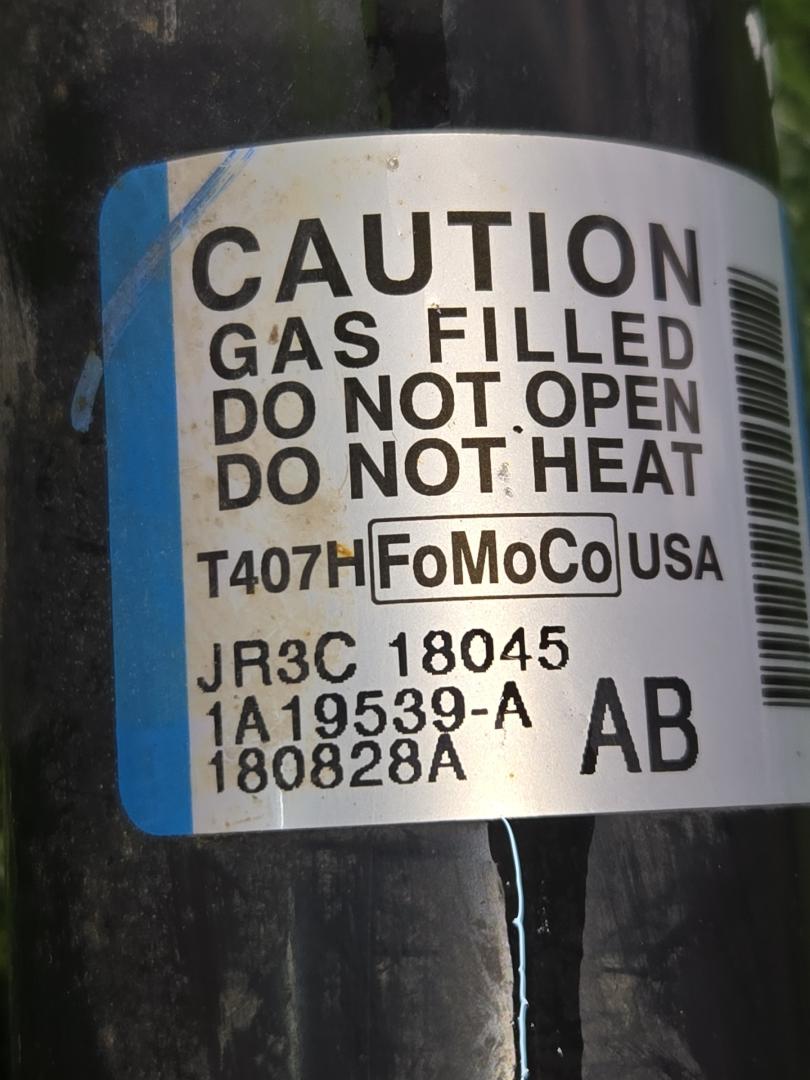 CAUTION
GAS FILLED
DO NOT OPEN
DO NOT HEAT
T407H FoMoCo USA
JR3C 18045
1A19539-A
180828A
AB